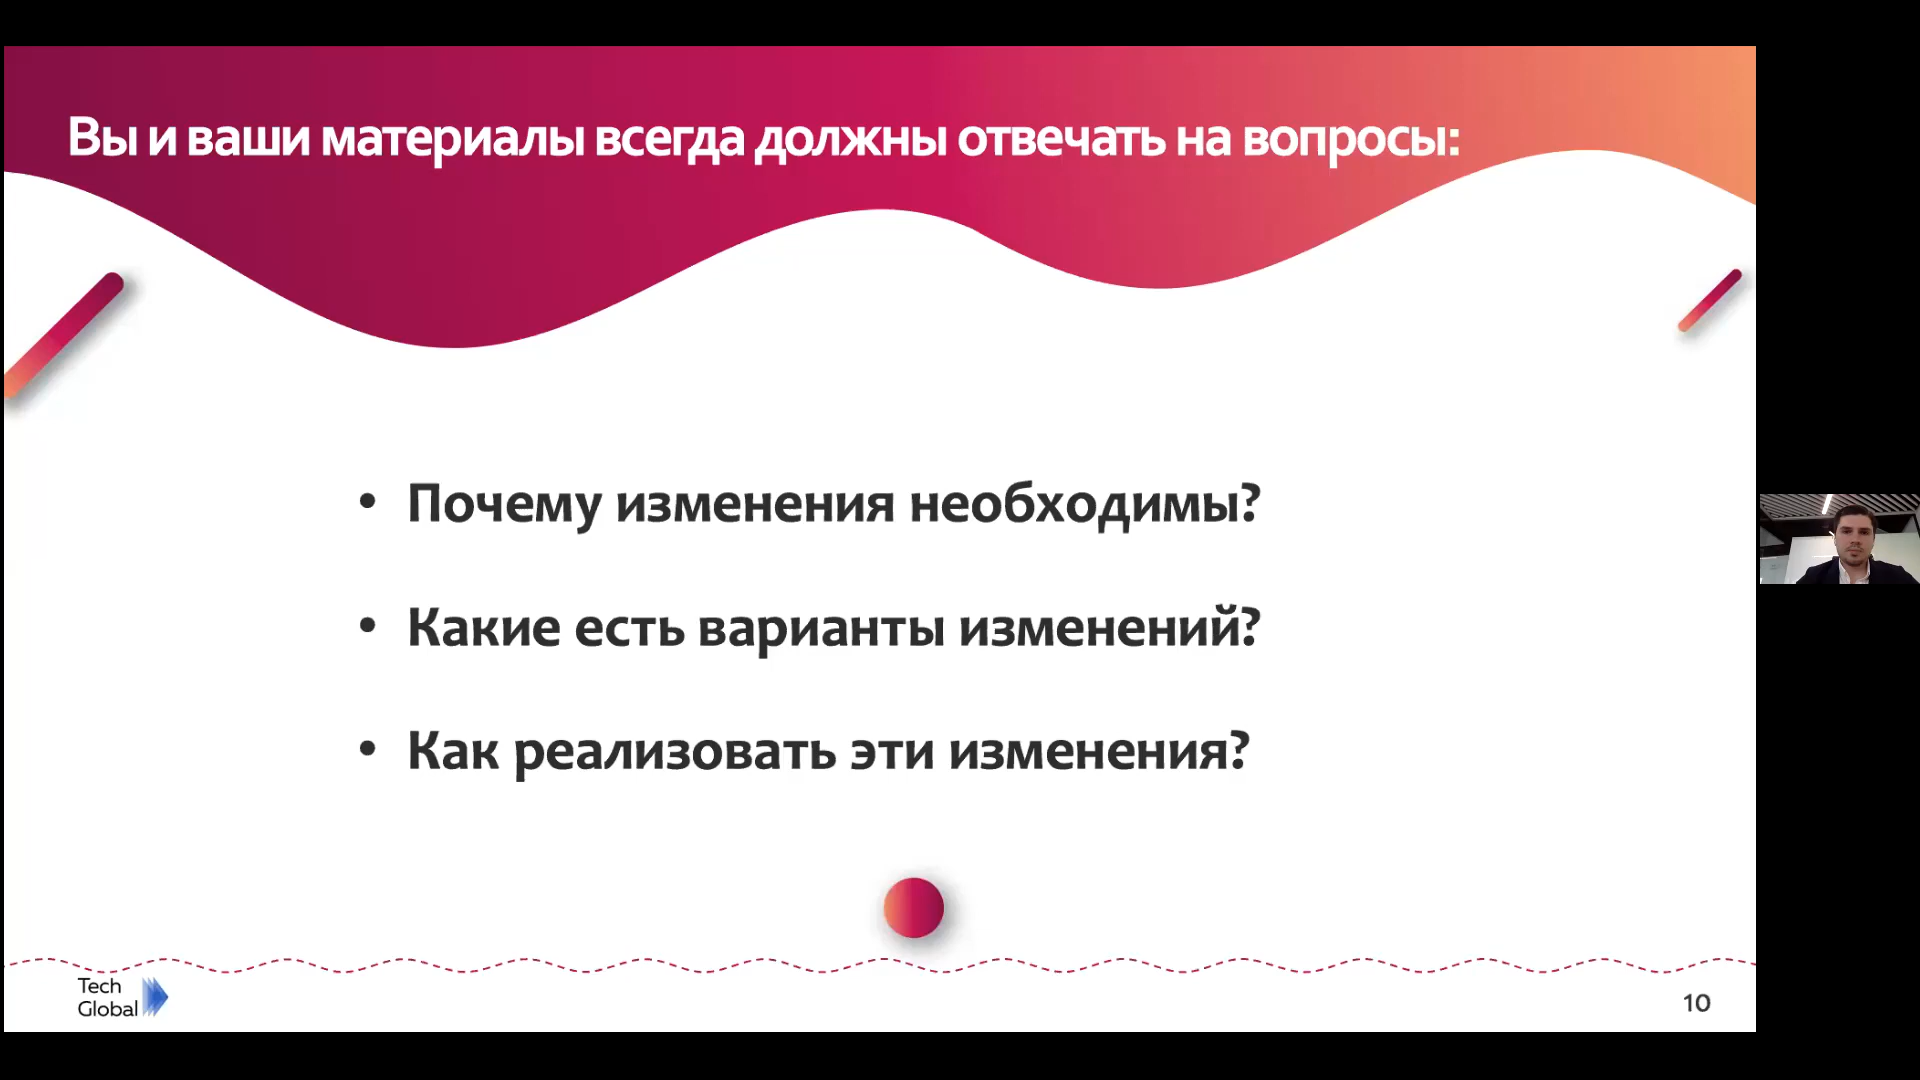 Вы и ваши материалы всегда должны отвечать на вопросы:
• Почему изменения необходимы?
• Какие есть варианты изменений?
• Как реализовать эти изменения?
Tech
Global
10